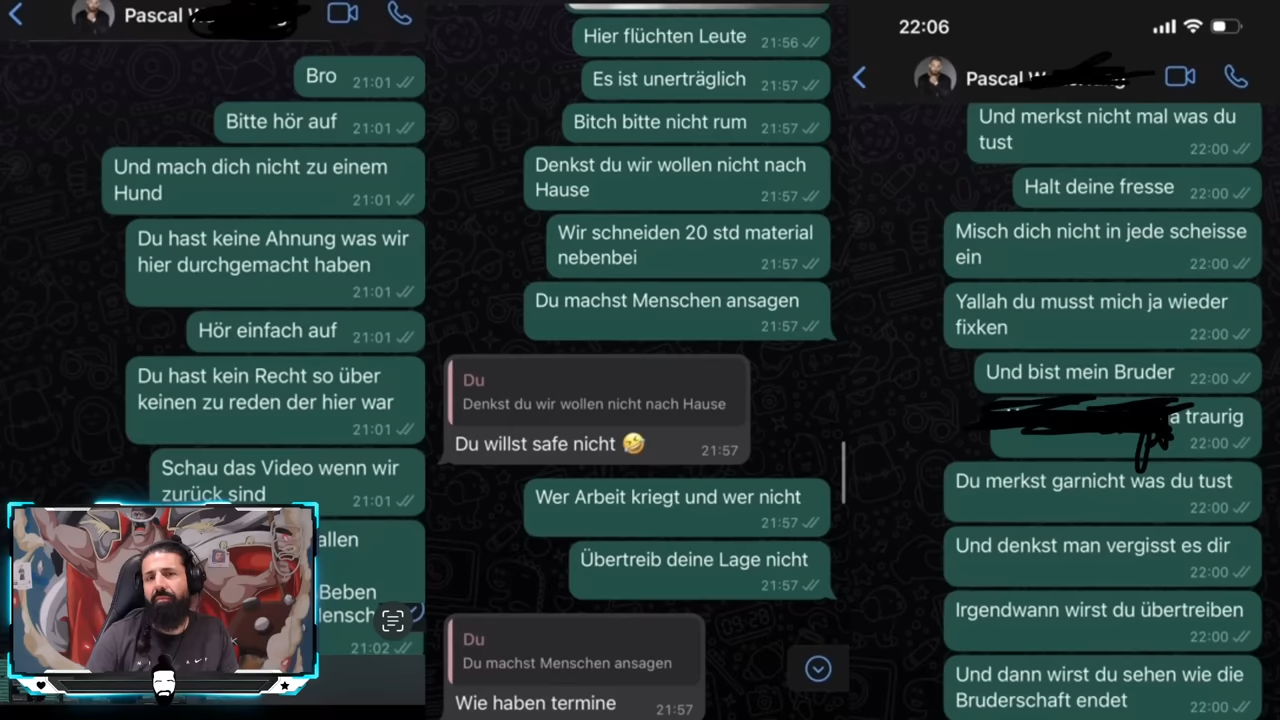 Pascal W
Bro
21:01
Bitte hör auf
21:01
Und mach dich nicht zu einem
Hund
21:01
Du hast keine Ahnung was wir
hier durchgemacht haben
21:01
Hör einfach auf
21:01
Du hast kein Recht so über
keinen zu reden der hier war
21:01
Schau das Video wenn wir
zurück sind
21:01
allen
Beben
21:02
Hier flüchten Leute
21:56
Es ist unerträglich
21:57
Bitch bitte nicht rum
21:57
Denkst du wir wollen nicht nach
Hause
21:57
Wir schneiden 20 std material
nebenbei
21:57
Du machst Menschen ansagen
21:57
Du
Denkst du wir wollen nicht nach Hause
Du willst safe nicht 🤣
21:57
Wer Arbeit kriegt und wer nicht
21:57
Übertreib deine Lage nicht
21:57
Du
Du machst Menschen ansagen
Wie haben termine
21:57
22:06
Pascal W
Und merkst nicht mal was du
tust
22:00
Halt deine fresse
22:00
Misch dich nicht in jede scheisse
ein
22:00
Yallah du musst mich ja wieder
fixken
22:00
Und bist mein Bruder
22:00
traurig
22:00
Du merkst garnicht was du tust
22:00
Und denkst man vergisst es dir
22:00
Irgendwann wirst du übertreiben
22:00
Und dann wirst du sehen wie die
Bruderschaft endet
22:00